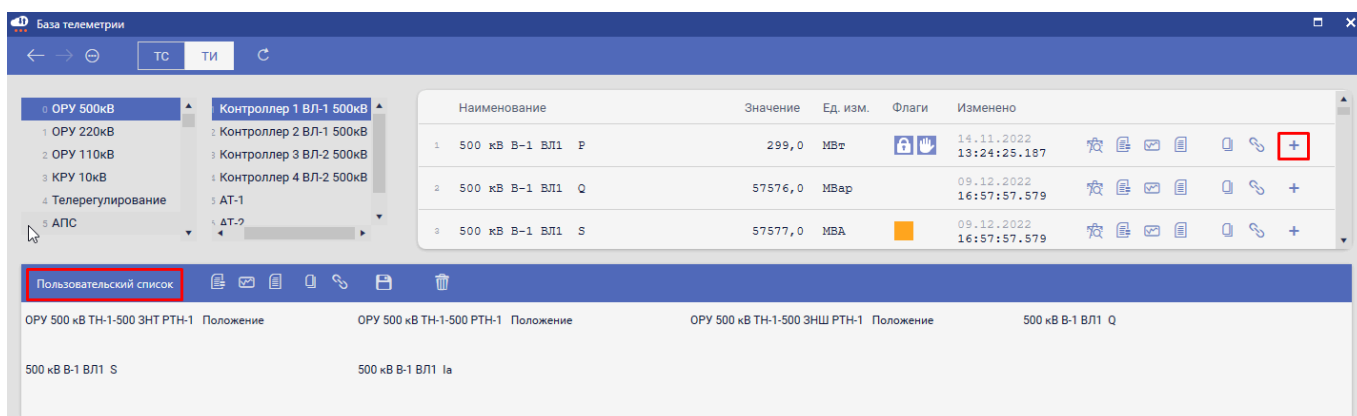 База телеметрии
ТС ТИ
0 ОРУ 500кВ
1 ОРУ 220кВ
2 ОРУ 110кВ
3 КРУ 10кВ
4 Телерегулирование
5 АПС
1 Контроллер 1 ВЛ-1 500кВ
2 Контроллер 2 ВЛ-1 500кВ
3 Контроллер 3 ВЛ-2 500кВ
4 Контроллер 4 ВЛ-2 500кВ
5 АТ-1
АТ-2
Наименование Значение Ед. изм. Флаги Изменено
1 500 кВ В-1 ВЛ1 P 299,0 МВт 14.11.2022
13:24:25.187
2 500 кВ В-1 ВЛ1 Q 57576,0 МВар 09.12.2022
16:57:57.579
3 500 кВ В-1 ВЛ1 S 57577,0 МВА 09.12.2022
16:57:57.579
Пользовательский список
ОРУ 500 кВ ТН-1-500 ЗНТ РТН-1 Положение ОРУ 500 кВ ТН-1-500 РТН-1 Положение ОРУ 500 кВ ТН-1-500 ЗНШ РТН-1 Положение 500 кВ В-1 ВЛ1 Q
500 кВ В-1 ВЛ1 S 500 кВ В-1 ВЛ1 Ia